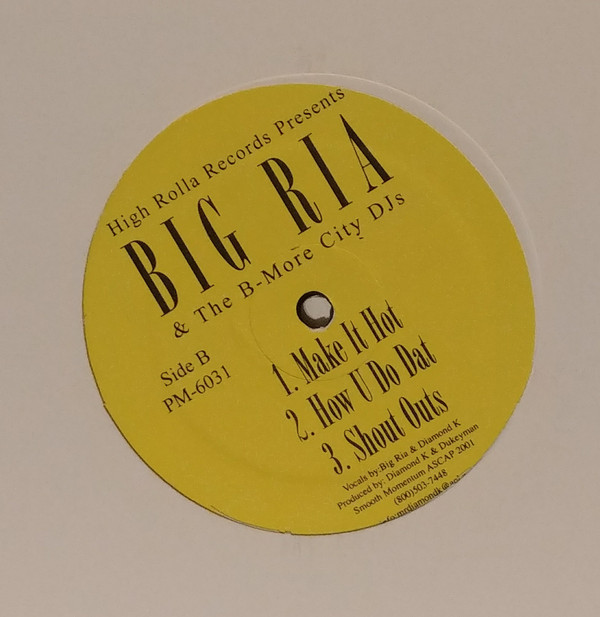 High Rolla Records Presents
BIG RIA
& The B-More City DJs
Side B
PM-6031
1. Make It Hot
2. How U Do Dat
3. Shout Outs
Vocals by:Big Ria & Diamond K
Produced by: Diamond K & Dukeyman
Smooth Momentum ASCAP 2001
(800)503-7448